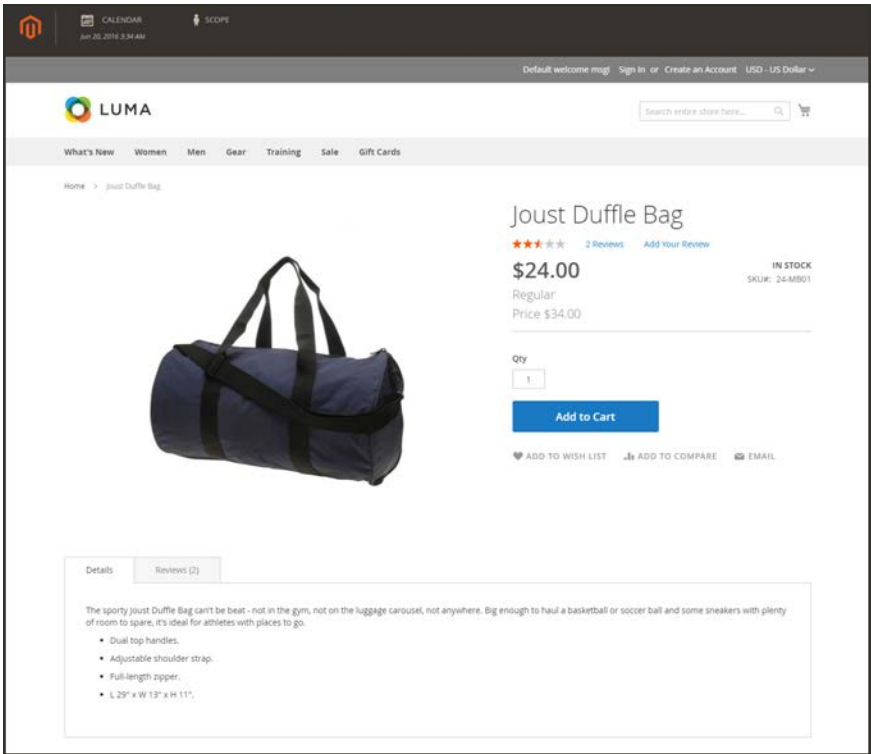 CALENDAR
SCOPE
Jun 20, 2016 3:34 AM
Default welcome msg! Sign In or Create an Account USD - US Dollar
LUMA
Search entire store here...
What's New Women Men Gear Training Sale Gift Cards
Home > Joust Duffle Bag
Joust Duffle Bag
2 Reviews Add Your Review
$24.00
IN STOCK
SKU#: 24-MB01
Regular
Price $34.00
Qty
1
Add to Cart
ADD TO WISH LIST ADD TO COMPARE EMAIL
Details Reviews (2)
The sporty Joust Duffle Bag can't be beat - not in the gym, not on the luggage carousel, not anywhere. Big enough to haul a basketball or soccer ball and some sneakers with plenty
of room to spare, it's ideal for athletes with places to go.
• Dual top handles.
• Adjustable shoulder strap.
• Full-length zipper.
• L 29" x W 13" x H 11".